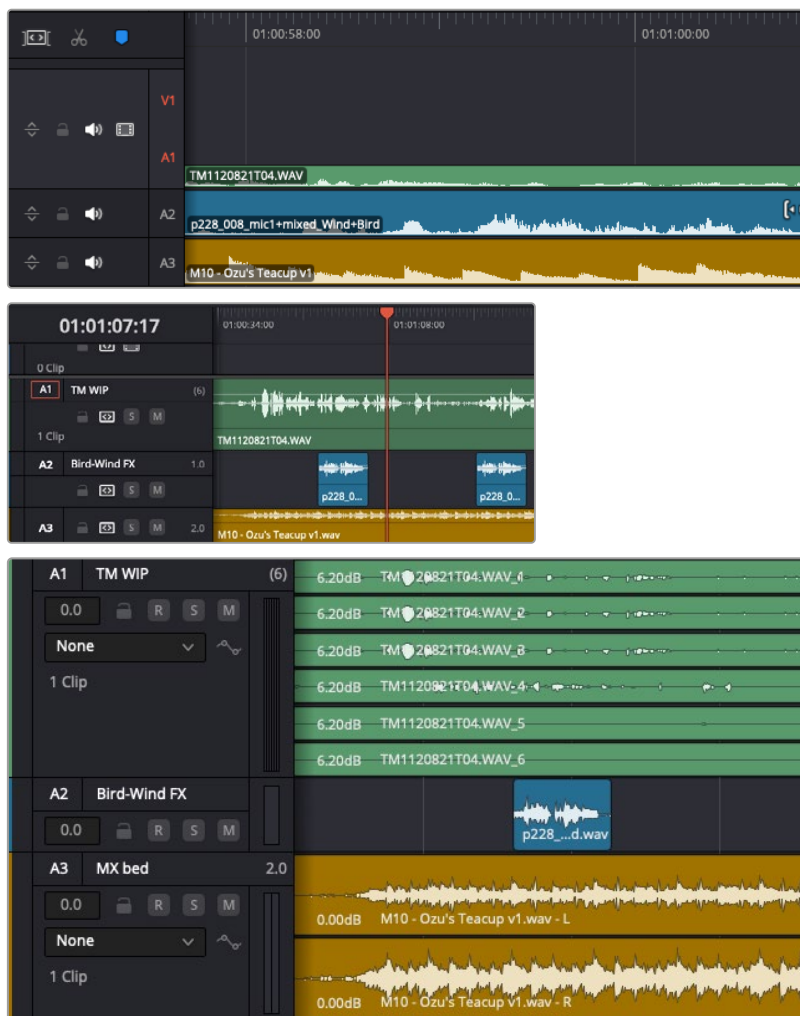 01:00:58:00 01:01:00:00
V1
A1
TM1120821T04.WAV
A2 p228_008_mic1+mixed_Wind+Bird
A3 M10 - Ozu's Teacup v1
01:01:07:17 01:00:34:00 01:01:08:00
0 Clip
A1 TM WIP (6)
S M
1 Clip TM1120821T04.WAV
A2 Bird-Wind FX 1.0
S M p228_0... p228_0...
A3 S M 2.0 M10 - Ozu's Teacup v1.wav
A1 TM WIP (6) 6.20dB TM1120821T04.WAV_1
0.0 R S M 6.20dB TM1120821T04.WAV_2
None 6.20dB TM1120821T04.WAV_3
1 Clip 6.20dB TM1120821T04.WAV_4
6.20dB TM1120821T04.WAV_5
6.20dB TM1120821T04.WAV_6
A2 Bird-Wind FX
0.0 R S M p228_...d.wav
A3 MX bed 2.0
0.0 R S M 0.00dB M10 - Ozu's Teacup v1.wav - L
None
1 Clip
0.00dB M10 - Ozu's Teacup v1.wav - R